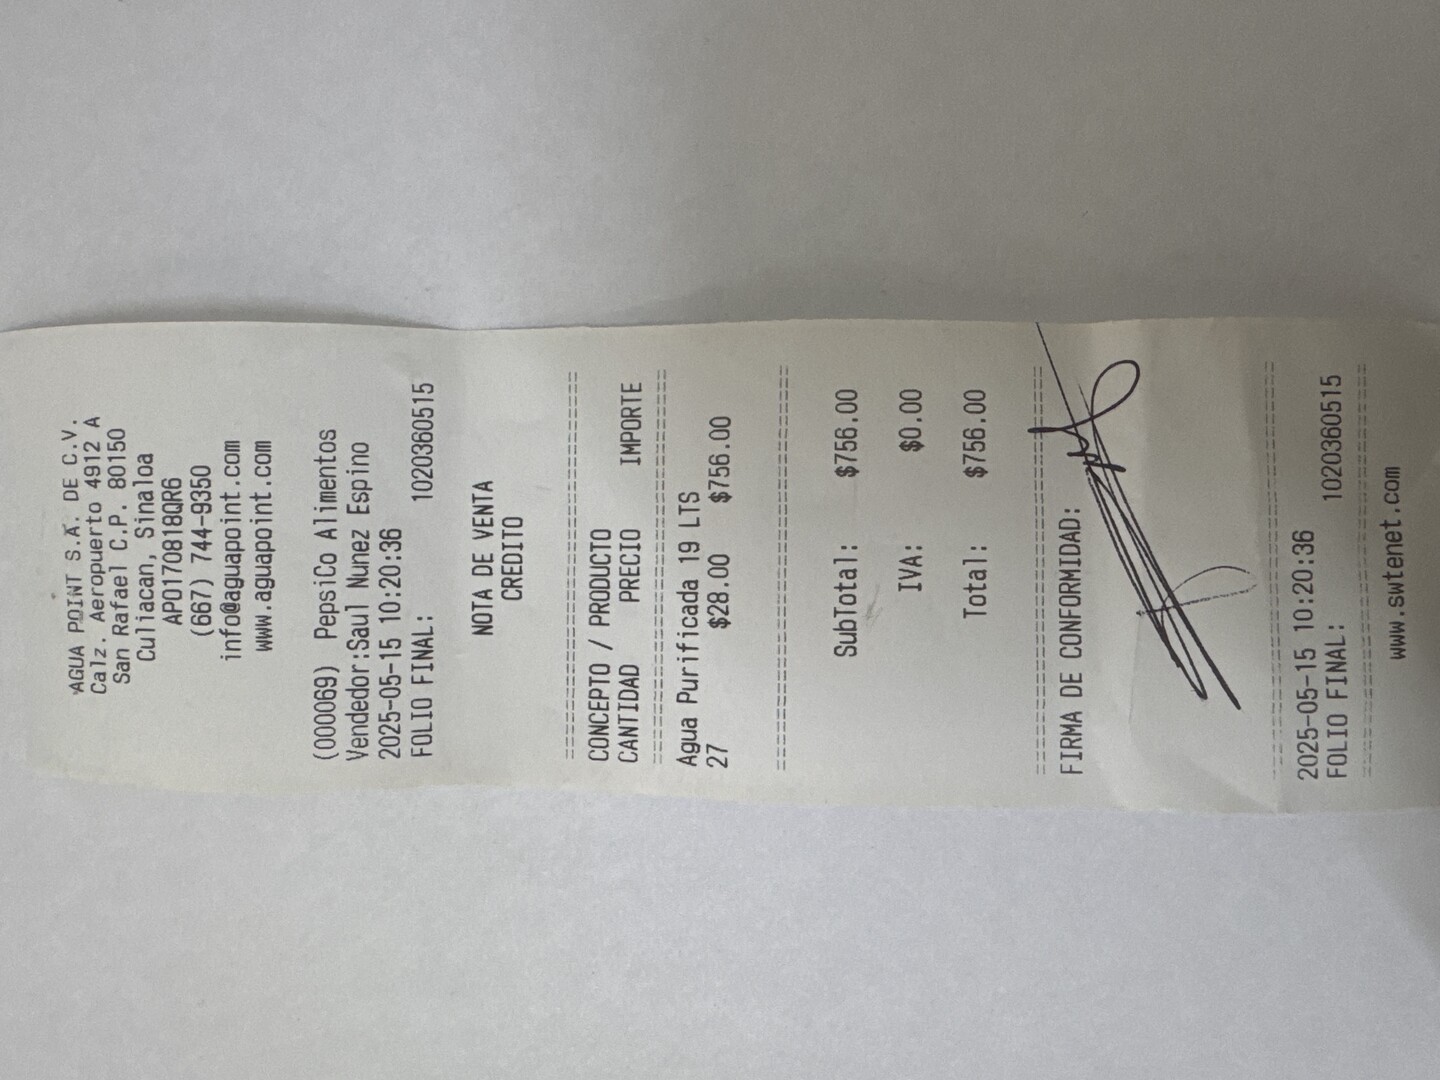 AGUA POINT S.A. DE C.V.
Calz. Aeropuerto 4912 A
San Rafael C.P. 80150
Culiacan, Sinaloa
APO170818QR6
(667) 744-9350
info@aguapoint.com
www.aguapoint.com
(000069) PepsiCo Alimentos
Vendedor:Saul Nunez Espino
2025-05-15 10:20:36
FOLIO FINAL: 1020360515
NOTA DE VENTA
CREDITO
CONCEPTO / PRODUCTO
CANTIDAD PRECIO IMPORTE
Agua Purificada 19 LTS
27 $28.00 $756.00
SubTotal: $756.00
IVA: $0.00
Total: $756.00
FIRMA DE CONFORMIDAD:
2025-05-15 10:20:36
FOLIO FINAL: 1020360515
www.swtenet.com